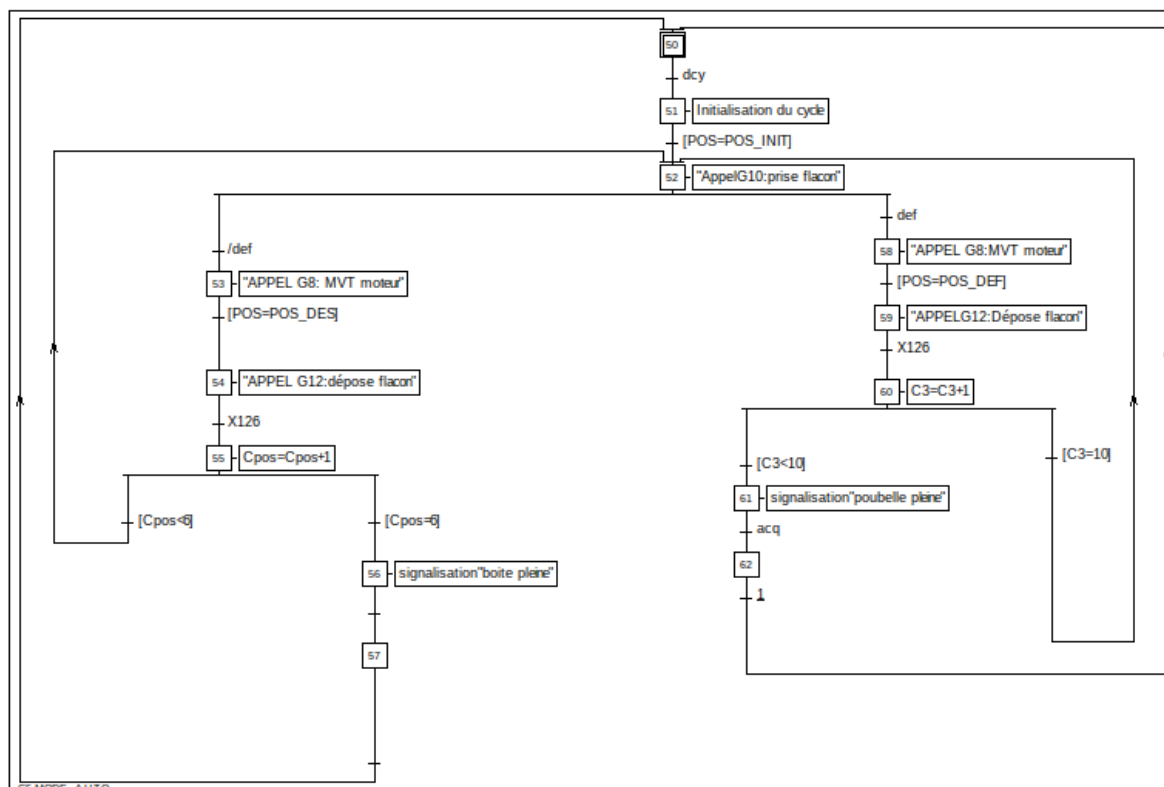 50
dcy
51 Initialisation du cycle
[POS=POS_INIT]
52 "AppelG10:prise flacon"
/def
53 "APPEL G8: MVT moteur"
[POS=POS_DES]
54 "APPEL G12:dépose flacon"
X126
55 Cpos=Cpos+1
[Cpos<6]
[Cpos=6]
56 signalisation"boite pleine"
57
def
58 "APPEL G8:MVT moteur"
[POS=POS_DEF]
59 "APPELG12:Dépose flacon"
X126
60 C3=C3+1
[C3<10]
[C3=10]
61 signalisation"poubelle pleine"
acq
62
1